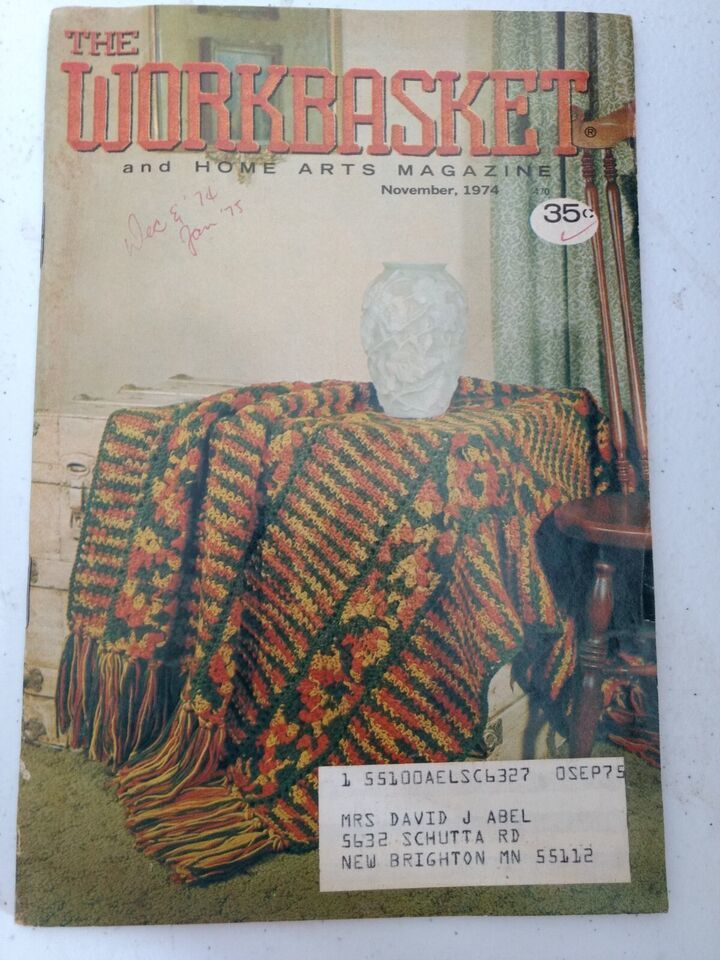 THE
WORKBASKET®
and HOME ARTS MAGAZINE
November, 1974 470
35¢
Dec & '74
Jan '75
1 55100AELSC6327 0SEP75
MRS DAVID J ABEL
5632 SCHUTTA RD
NEW BRIGHTON MN 55112